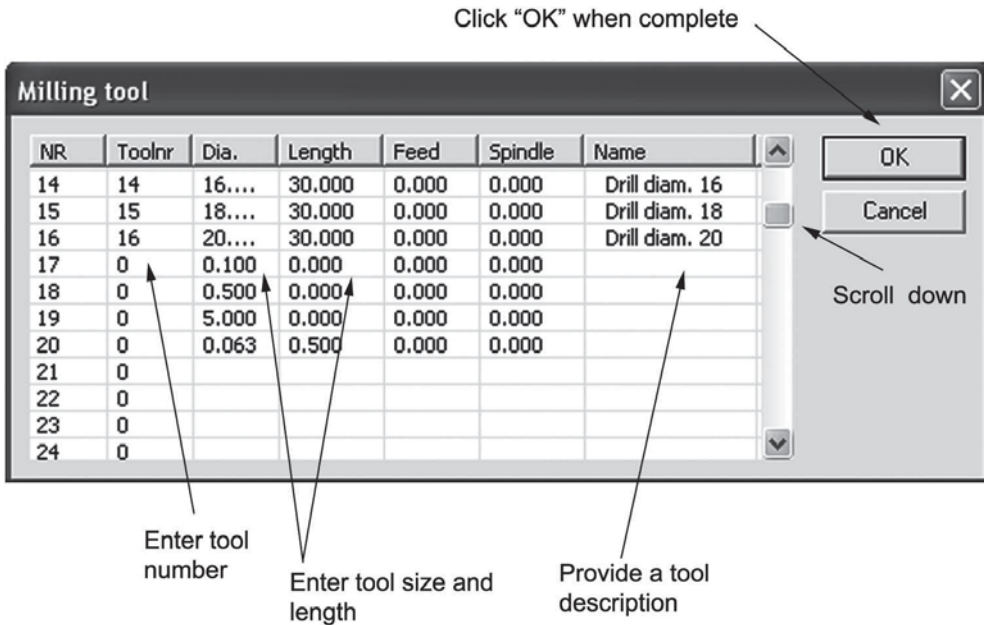 Click “OK” when complete
Milling tool
NR Toolnr Dia. Length Feed Spindle Name
14 14 16.... 30.000 0.000 0.000 Drill diam. 16
15 15 18.... 30.000 0.000 0.000 Drill diam. 18
16 16 20.... 30.000 0.000 0.000 Drill diam. 20
17 0 0.100 0.000 0.000 0.000
18 0 0.500 0.000 0.000 0.000
19 0 5.000 0.000 0.000 0.000
20 0 0.063 0.500 0.000 0.000
21 0
22 0
23 0
24 0
OK
Cancel
Scroll down
Enter tool
number
Enter tool size and
length
Provide a tool
description